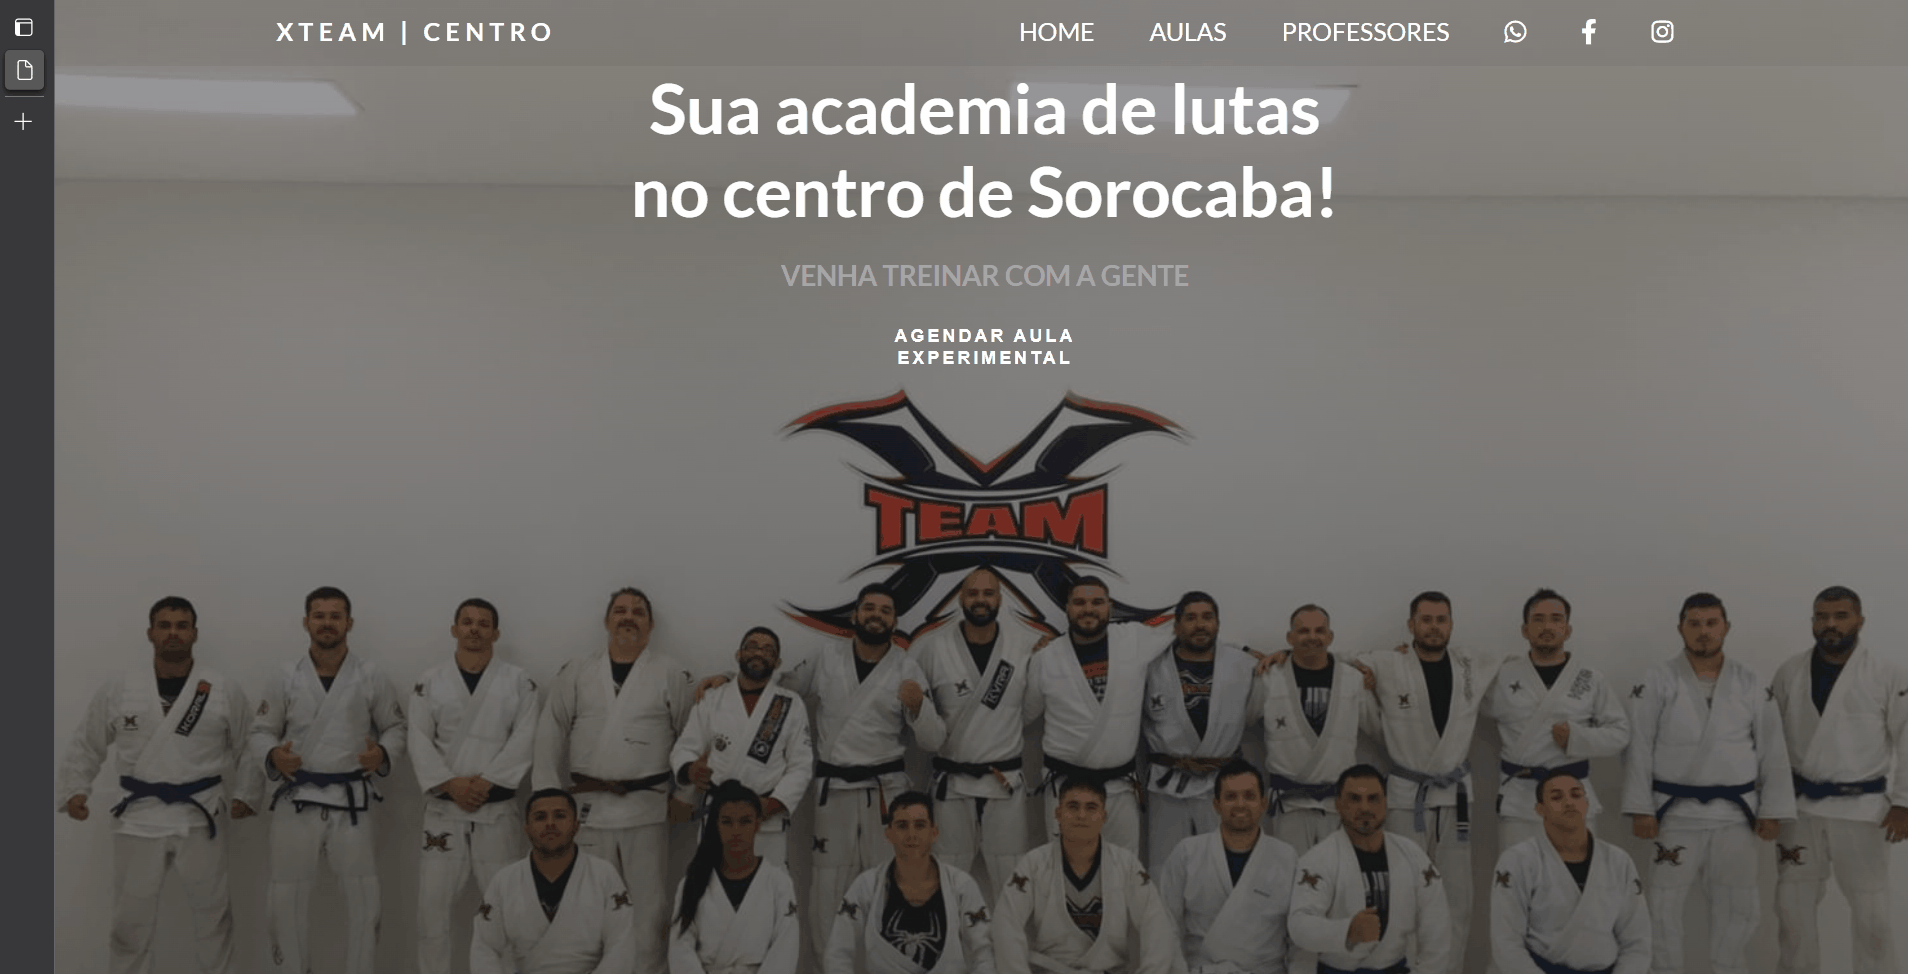 XTEAM | CENTRO
HOME AULAS PROFESSORES
Sua academia de lutas
no centro de Sorocaba!
VENHA TREINAR COM A GENTE
AGENDAR AULA
EXPERIMENTAL
TEAM